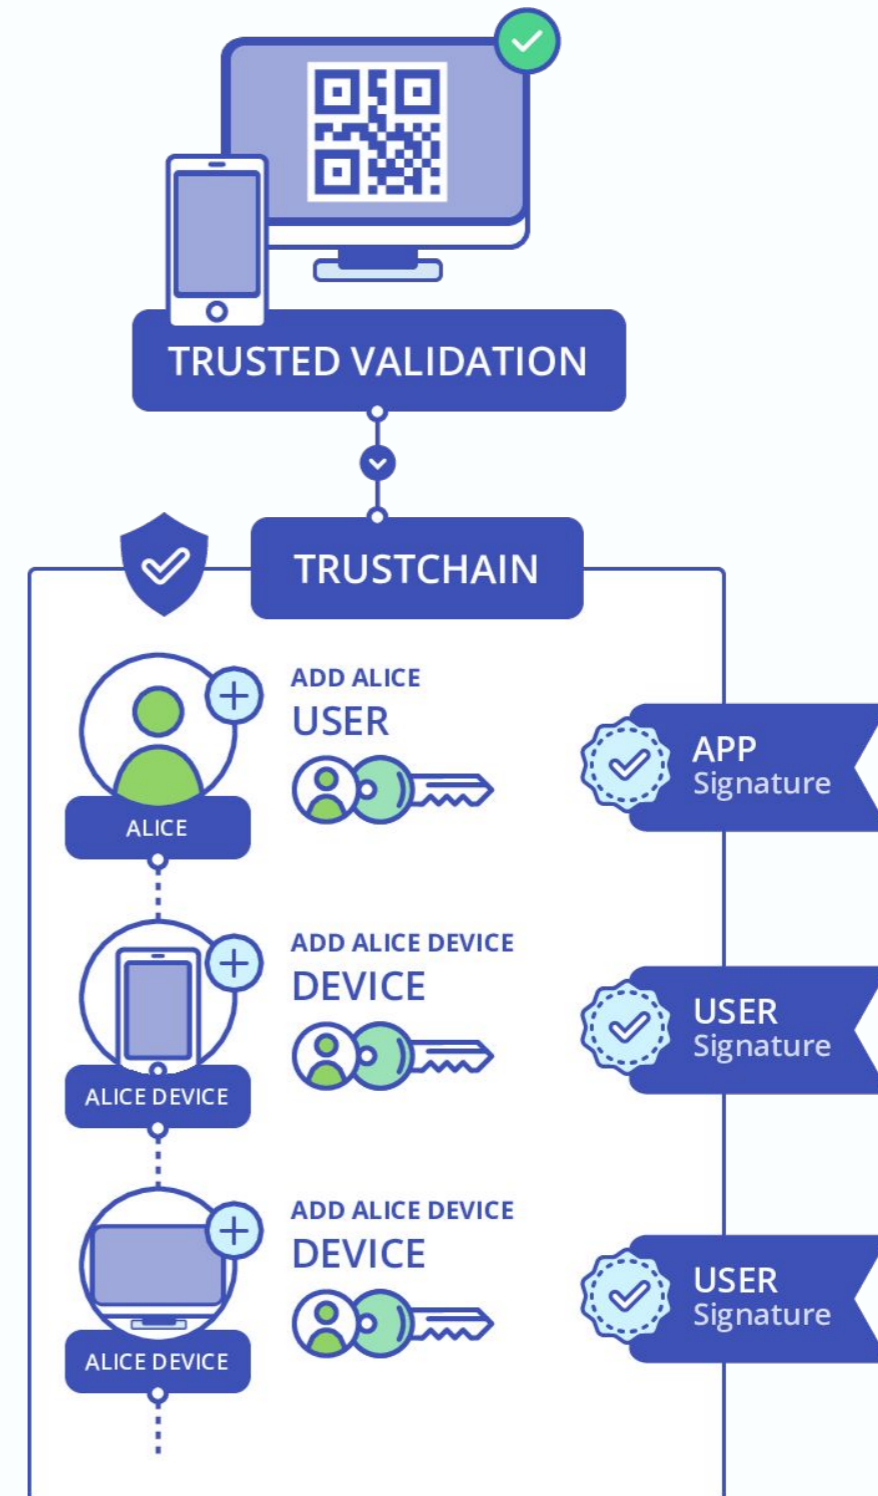 TRUSTED VALIDATION
TRUSTCHAIN
ADD ALICE
USER
ALICE
APP
Signature
ADD ALICE DEVICE
DEVICE
ALICE DEVICE
USER
Signature
ADD ALICE DEVICE
DEVICE
ALICE DEVICE
USER
Signature